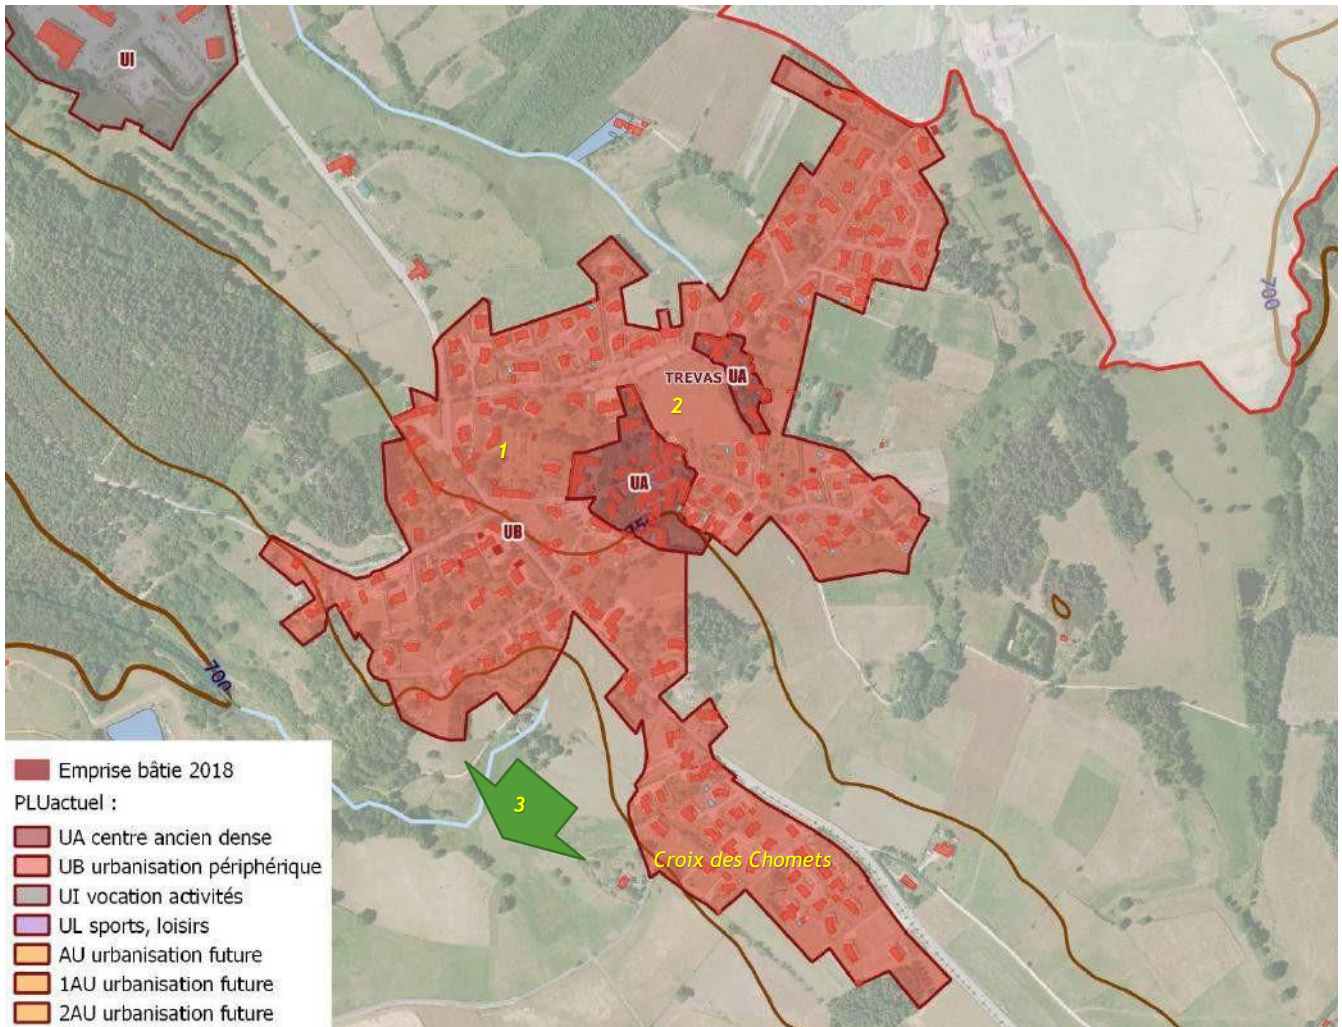 UI
700
TREVAS UA
2
1
UA
75
UB
700
3
Croix des Chomets
Emprise bâtie 2018
PLUactuel :
UA centre ancien dense
UB urbanisation périphérique
UI vocation activités
UL sports, loisirs
AU urbanisation future
1AU urbanisation future
2AU urbanisation future